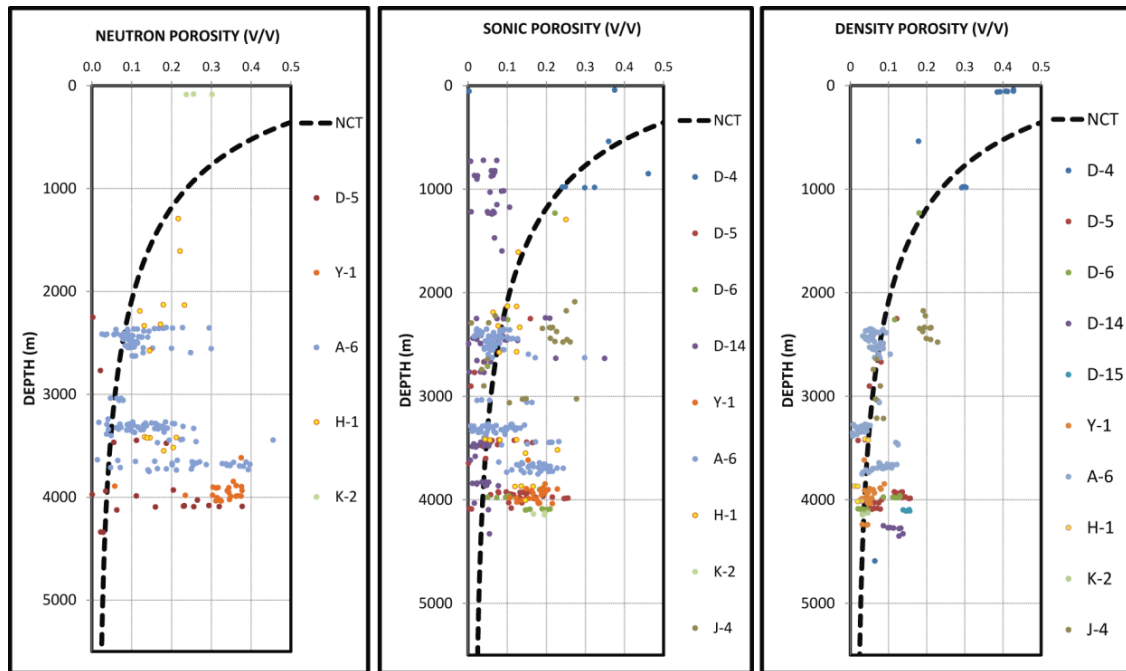 NEUTRON POROSITY (V/V)
0.0 0.1 0.2 0.3 0.4 0.5
0
1000
2000
3000
4000
5000
DEPTH (m)
NCT
D-5
Y-1
A-6
H-1
K-2
SONIC POROSITY (V/V)
0 0.1 0.2 0.3 0.4 0.5
0
1000
2000
3000
4000
5000
DEPTH (m)
NCT
D-4
D-5
D-6
D-14
Y-1
A-6
H-1
K-2
J-4
DENSITY POROSITY (V/V)
0 0.1 0.2 0.3 0.4 0.5
0
1000
2000
3000
4000
5000
DEPTH (m)
NCT
D-4
D-5
D-6
D-14
D-15
Y-1
A-6
H-1
K-2
J-4